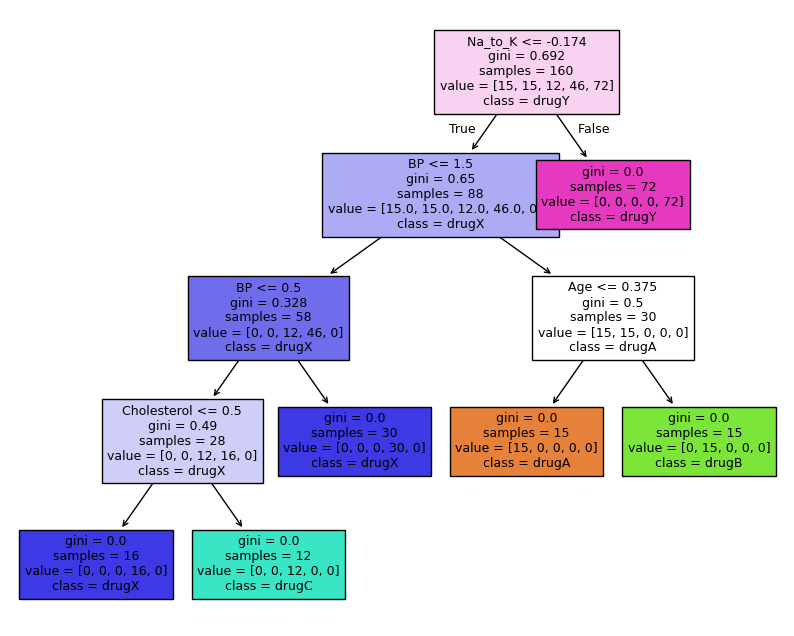 Na_to_K <= -0.174
gini = 0.692
samples = 160
value = [15, 15, 12, 46, 72]
class = drugY
True
False
BP <= 1.5
gini = 0.65
samples = 88
value = [15.0, 15.0, 12.0, 46.0, 0
class = drugX
gini = 0.0
samples = 72
value = [0, 0, 0, 0, 72]
class = drugY
BP <= 0.5
gini = 0.328
samples = 58
value = [0, 0, 12, 46, 0]
class = drugX
Age <= 0.375
gini = 0.5
samples = 30
value = [15, 15, 0, 0, 0]
class = drugA
Cholesterol <= 0.5
gini = 0.49
samples = 28
value = [0, 0, 12, 16, 0]
class = drugX
gini = 0.0
samples = 30
value = [0, 0, 0, 30, 0]
class = drugX
gini = 0.0
samples = 15
value = [15, 0, 0, 0, 0]
class = drugA
gini = 0.0
samples = 15
value = [0, 15, 0, 0, 0]
class = drugB
gini = 0.0
samples = 16
value = [0, 0, 0, 16, 0]
class = drugX
gini = 0.0
samples = 12
value = [0, 0, 12, 0, 0]
class = drugC